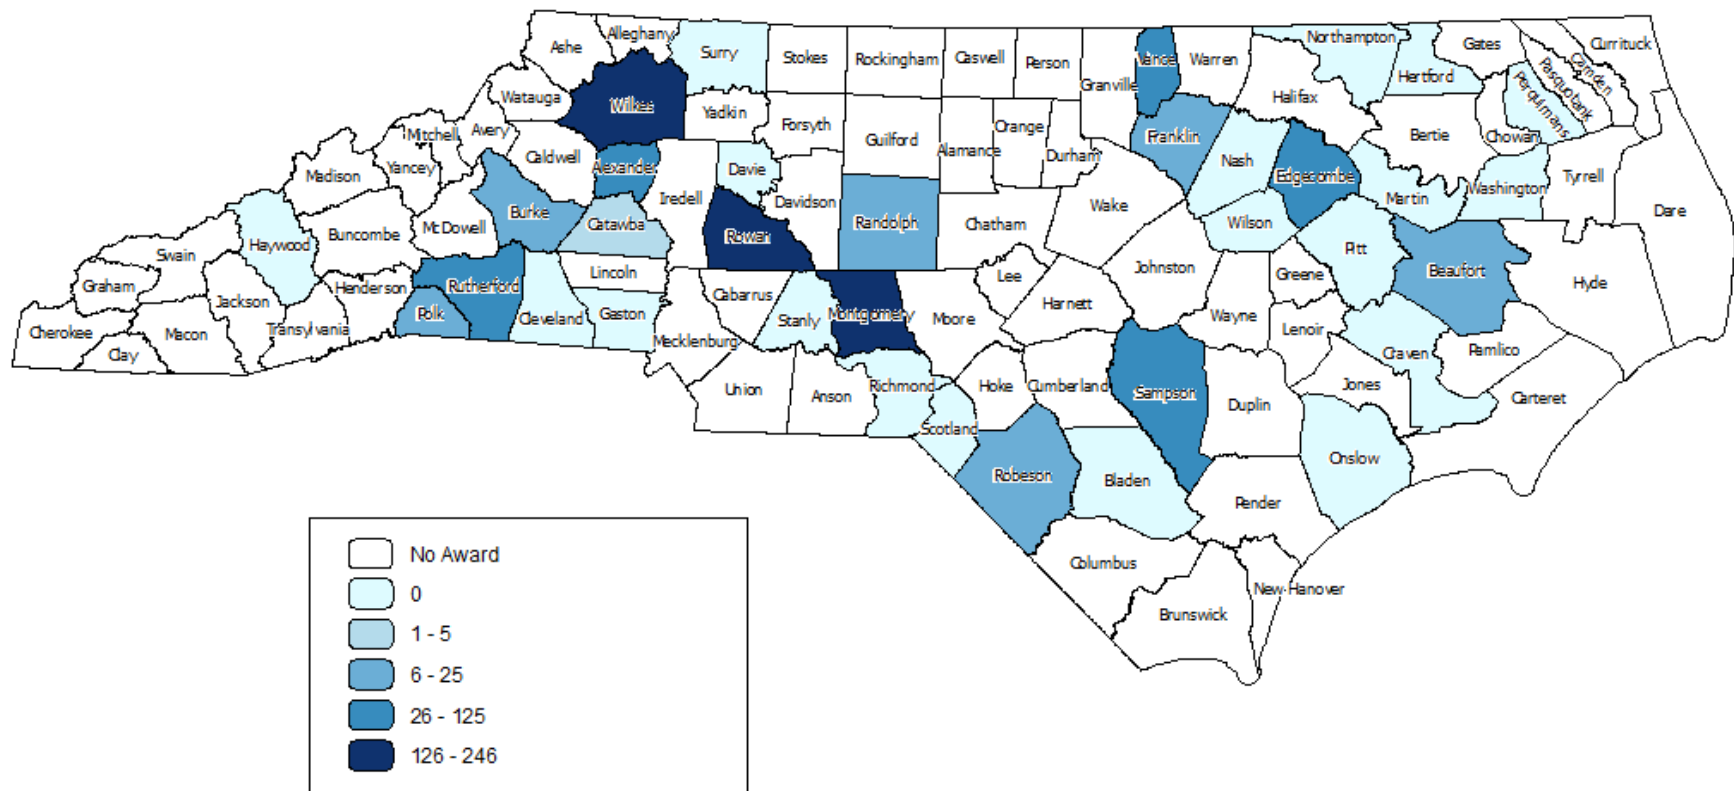 Ashe
Alleghany
Surry
Stokes
Rockingham
Caswell
Person
Granville
Vance
Warren
Northampton
Gates
Currituck
Camden
Pasquotank
Perquimans
Hertford
Halifax
Watauga
Wilkes
Yadkin
Forsyth
Guilford
Alamance
Orange
Durham
Franklin
Nash
Edgecombe
Bertie
Chowan
Mitchell
Avery
Caldwell
Alexander
Iredell
Davie
Davidson
Randolph
Chatham
Wake
Wilson
Martin
Washington
Tyrrell
Dare
Madison
Yancey
McDowell
Burke
Catawba
Rowan
Swain
Haywood
Buncombe
Graham
Jackson
Henderson
Rutherford
Polk
Lincoln
Cleveland
Gaston
Cabarrus
Stanly
Montgomery
Moore
Lee
Harnett
Johnston
Greene
Pitt
Beaufort
Hyde
Cherokee
Clay
Macon
Transylvania
Mecklenburg
Wayne
Lenoir
Craven
Pamlico
Union
Anson
Richmond
Scotland
Hoke
Cumberland
Sampson
Duplin
Jones
Carteret
Robeson
Bladen
Onslow
Pender
Columbus
Brunswick
New Hanover
No Award
0
1 - 5
6 - 25
26 - 125
126 - 246